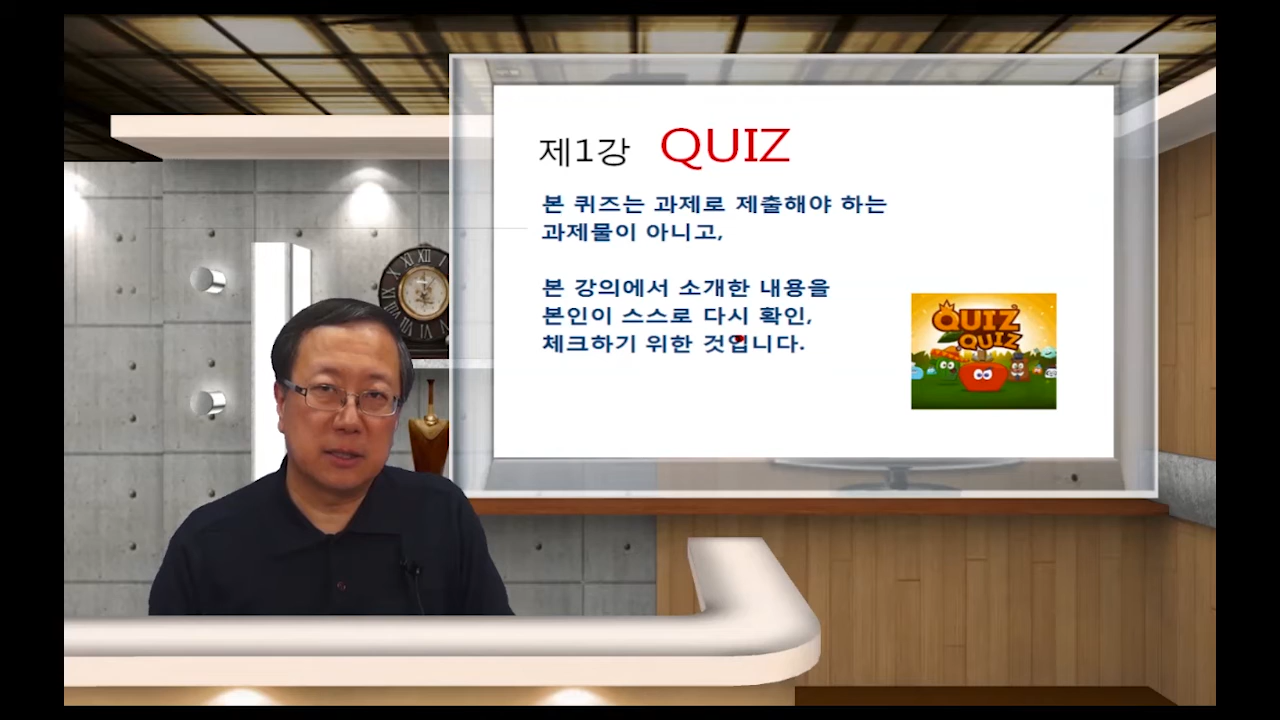 제1강 QUIZ
본 퀴즈는 과제로 제출해야 하는
과제물이 아니고,
본 강의에서 소개한 내용을
본인이 스스로 다시 확인,
체크하기 위한 것입니다.
QUIZ
QUIZ